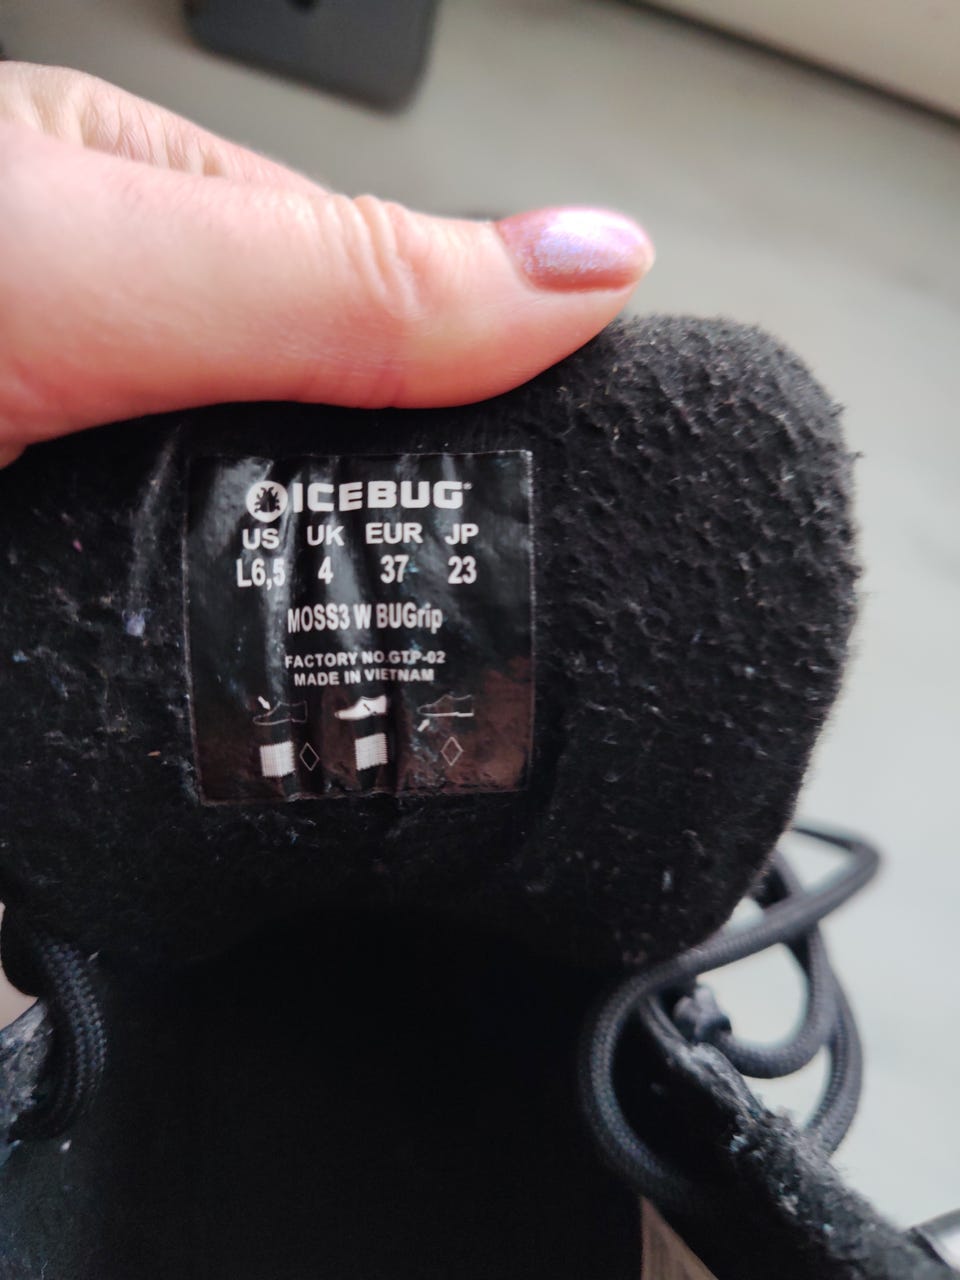 ICEBUG®
US UK EUR JP
L6,5 4 37 23
MOSS3 W BUGrip
FACTORY NO.GTP-02
MADE IN VIETNAM